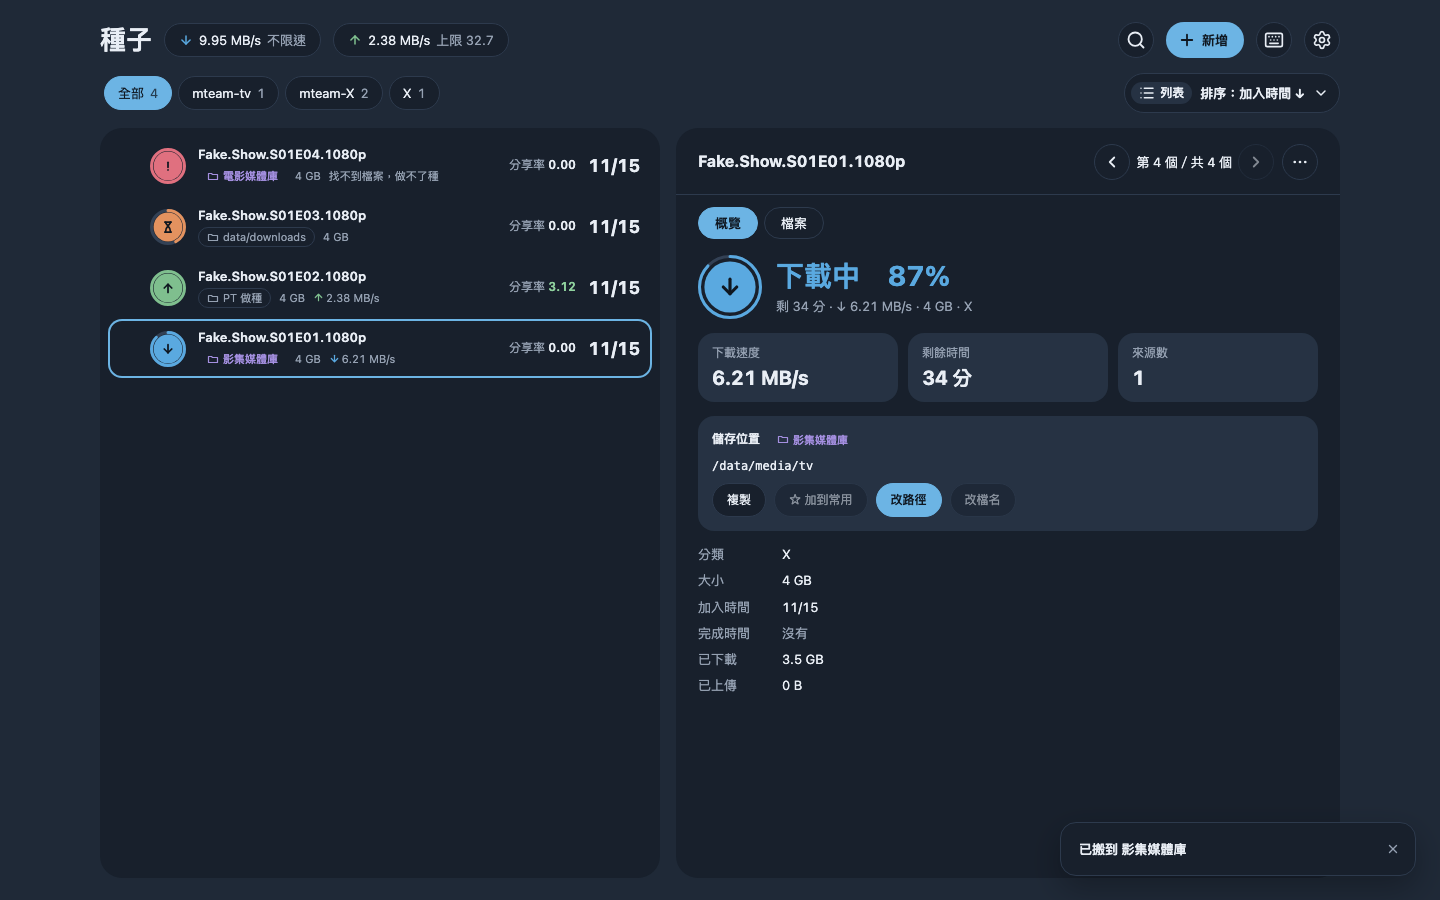 種子 9.95 MB/s 不限速 2.38 MB/s 上限 32.7 新增
全部 4 mteam-tv 1 mteam-X 2 X 1 列表 排序：加入時間
Fake.Show.S01E04.1080p
電影媒體庫 4 GB 找不到檔案，做不了種
分享率 0.00 11/15
Fake.Show.S01E03.1080p
data/downloads 4 GB
分享率 0.00 11/15
Fake.Show.S01E02.1080p
PT 做種 4 GB 2.38 MB/s
分享率 3.12 11/15
Fake.Show.S01E01.1080p
影集媒體庫 4 GB 6.21 MB/s
分享率 0.00 11/15
Fake.Show.S01E01.1080p 第 4 個 / 共 4 個
概覽 檔案
下載中 87%
剩 34 分 · ↓ 6.21 MB/s · 4 GB · X
下載速度
6.21 MB/s
剩餘時間
34 分
來源數
1
儲存位置 影集媒體庫
/data/media/tv
複製 加到常用 改路徑 改檔名
分類 X
大小 4 GB
加入時間 11/15
完成時間 沒有
已下載 3.5 GB
已上傳 0 B
已搬到 影集媒體庫